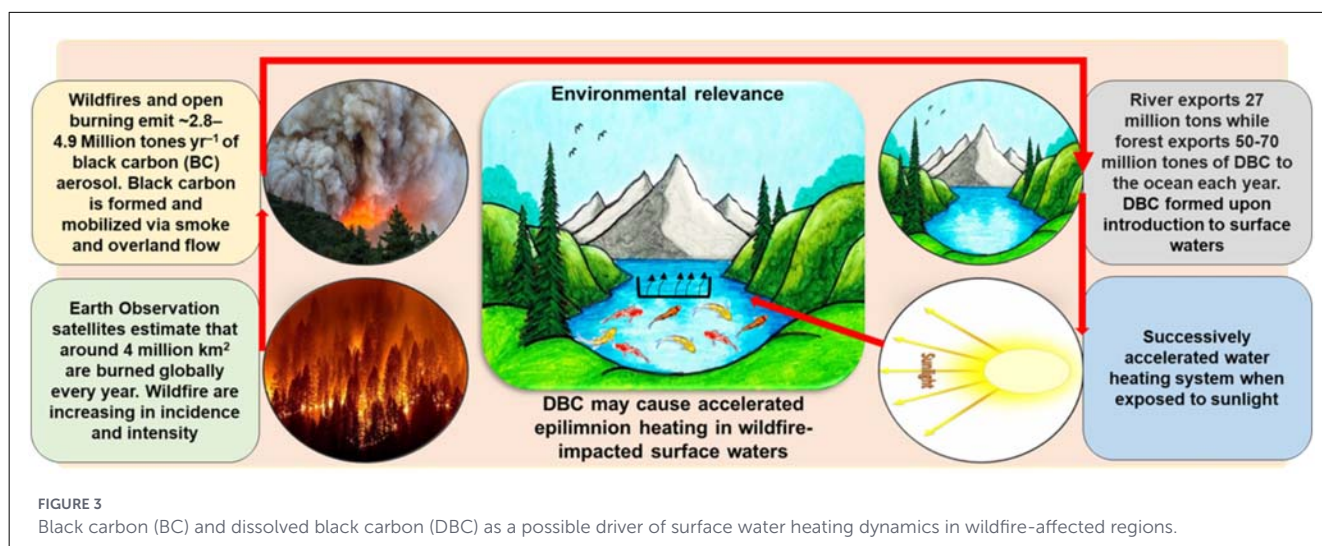 Wildfires and open
burning emit ~2.8–
4.9 Million tones yr⁻¹ of
black carbon (BC)
aerosol. Black carbon
is formed and
mobilized via smoke
and overland flow
Earth Observation
satellites estimate that
around 4 million km²
are burned globally
every year. Wildfire are
increasing in incidence
and intensity
Environmental relevance
DBC may cause accelerated
epilimnion heating in wildfire-
impacted surface waters
River exports 27
million tons while
forest exports 50-70
million tones of DBC to
the ocean each year.
DBC formed upon
introduction to surface
waters
Sunlight
Successively
accelerated water
heating system when
exposed to sunlight
FIGURE 3
Black carbon (BC) and dissolved black carbon (DBC) as a possible driver of surface water heating dynamics in wildfire-affected regions.